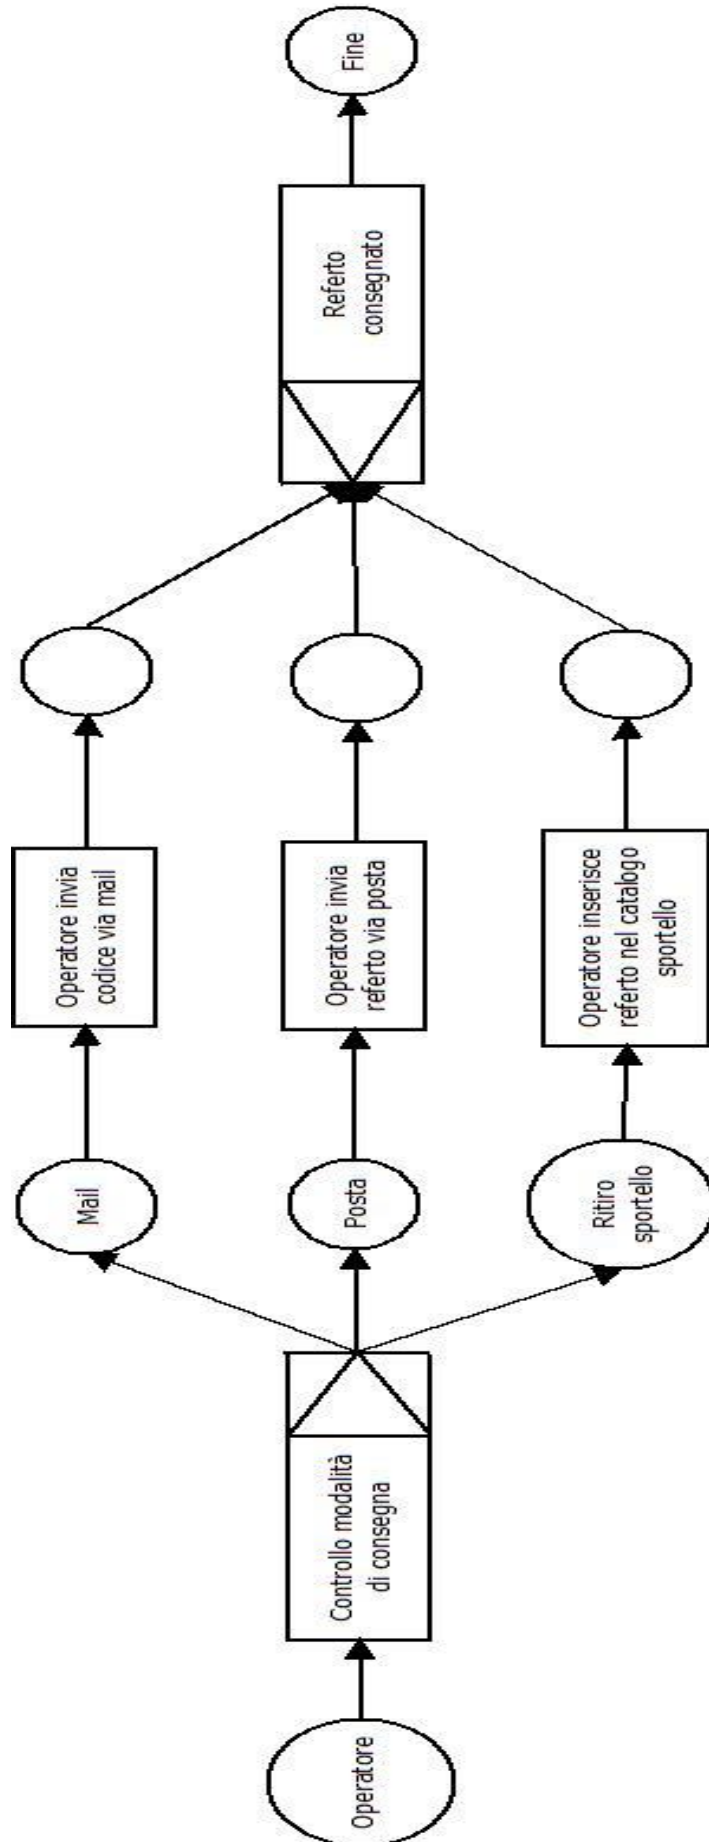 Operatore
Controllo modalità
di consegna
Mail
Posta
Ritiro
sportello
Operatore invia
codice via mail
Operatore invia
referto via posta
Operatore inserisce
referto nel catalogo
sportello
Referto
consegnato
Fine